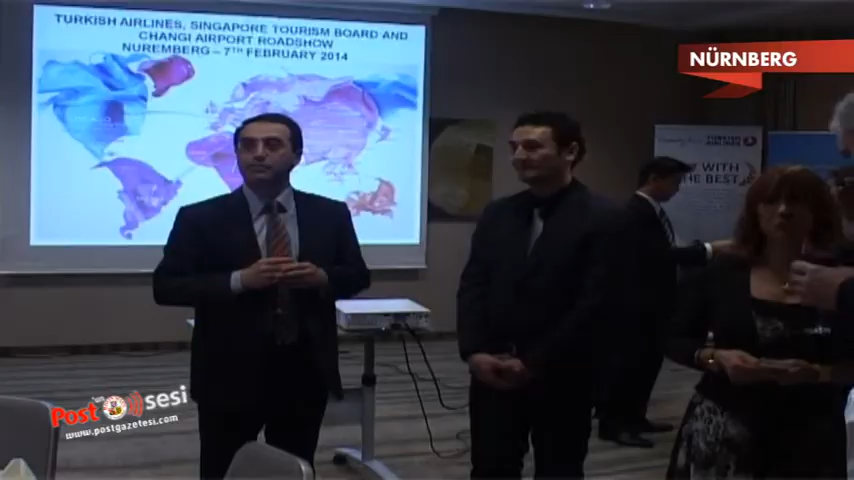 TURKISH AIRLINES, SINGAPORE TOURISM BOARD AND
CHANGI AIRPORT ROADSHOW
NUREMBERG – 7TH FEBRUARY 2014
NÜRNBERG
TURKISH
AIRLINES
WITH
THE BEST
Post sesi
www.postgazetesi.com